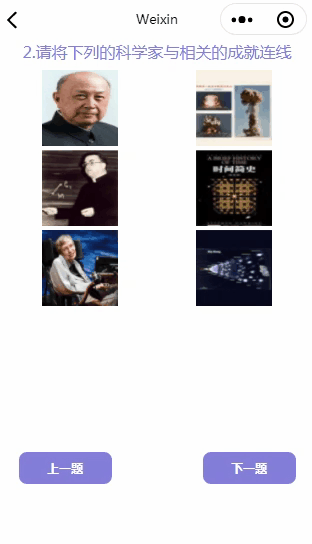 Weixin
2.请将下列的科学家与相关的成就连线
A BRIEF HISTORY
OF TIME
时间简史
上一题
下一题